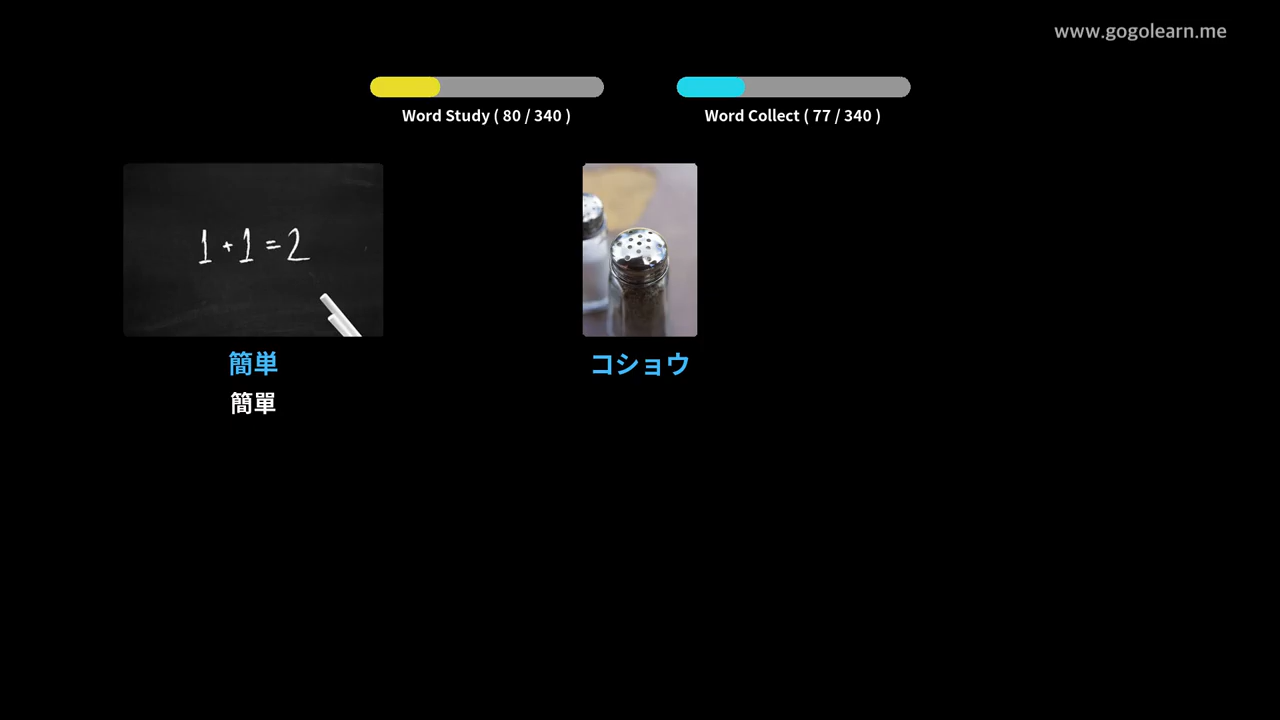 www.gogolearn.me
Word Study ( 80 / 340 )
Word Collect ( 77 / 340 )
1 + 1 = 2
簡単
簡單
コショウ